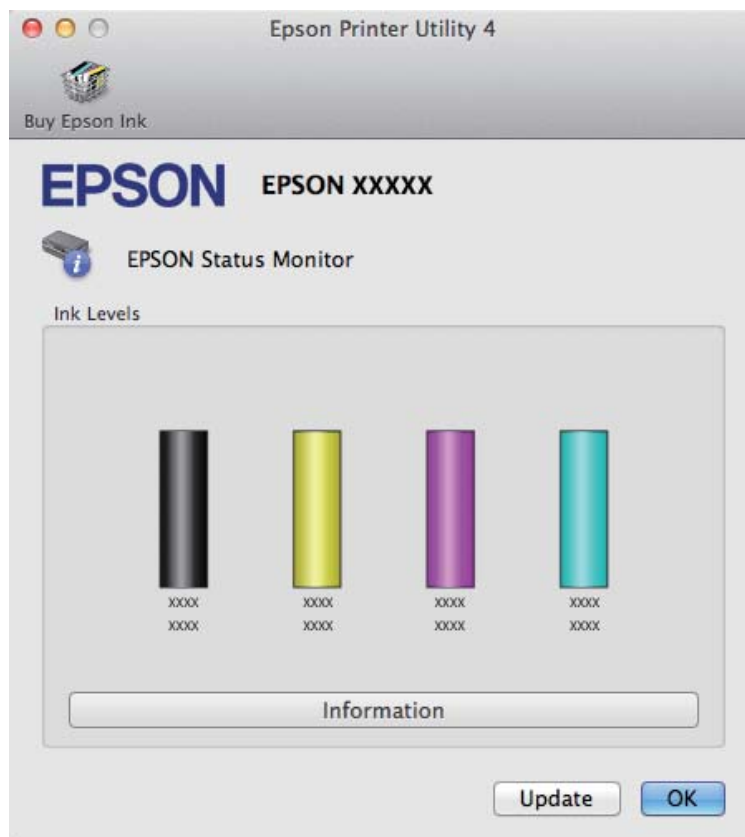 Epson Printer Utility 4
Buy Epson Ink
EPSON EPSON XXXXX
EPSON Status Monitor
Ink Levels
xxxx xxxx xxxx xxxx
xxxx xxxx xxxx xxxx
Information
Update OK